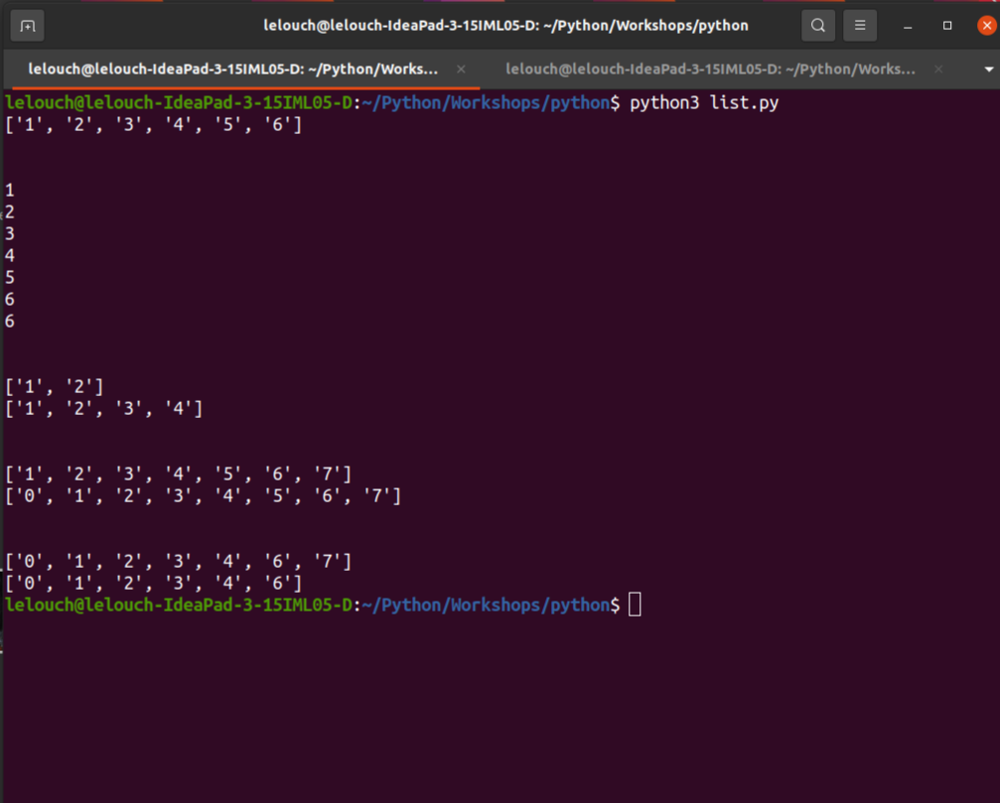 lelouch@lelouch-IdeaPad-3-15IML05-D: ~/Python/Workshops/python
lelouch@lelouch-IdeaPad-3-15IML05-D: ~/Python/Works...
lelouch@lelouch-IdeaPad-3-15IML05-D: ~/Python/Works...
lelouch@lelouch-IdeaPad-3-15IML05-D:~/Python/Workshops/python$ python3 list.py
['1', '2', '3', '4', '5', '6']
1
2
3
4
5
6
6
['1', '2']
['1', '2', '3', '4']
['1', '2', '3', '4', '5', '6', '7']
['0', '1', '2', '3', '4', '5', '6', '7']
['0', '1', '2', '3', '4', '6', '7']
['0', '1', '2', '3', '4', '6']
lelouch@lelouch-IdeaPad-3-15IML05-D:~/Python/Workshops/python$